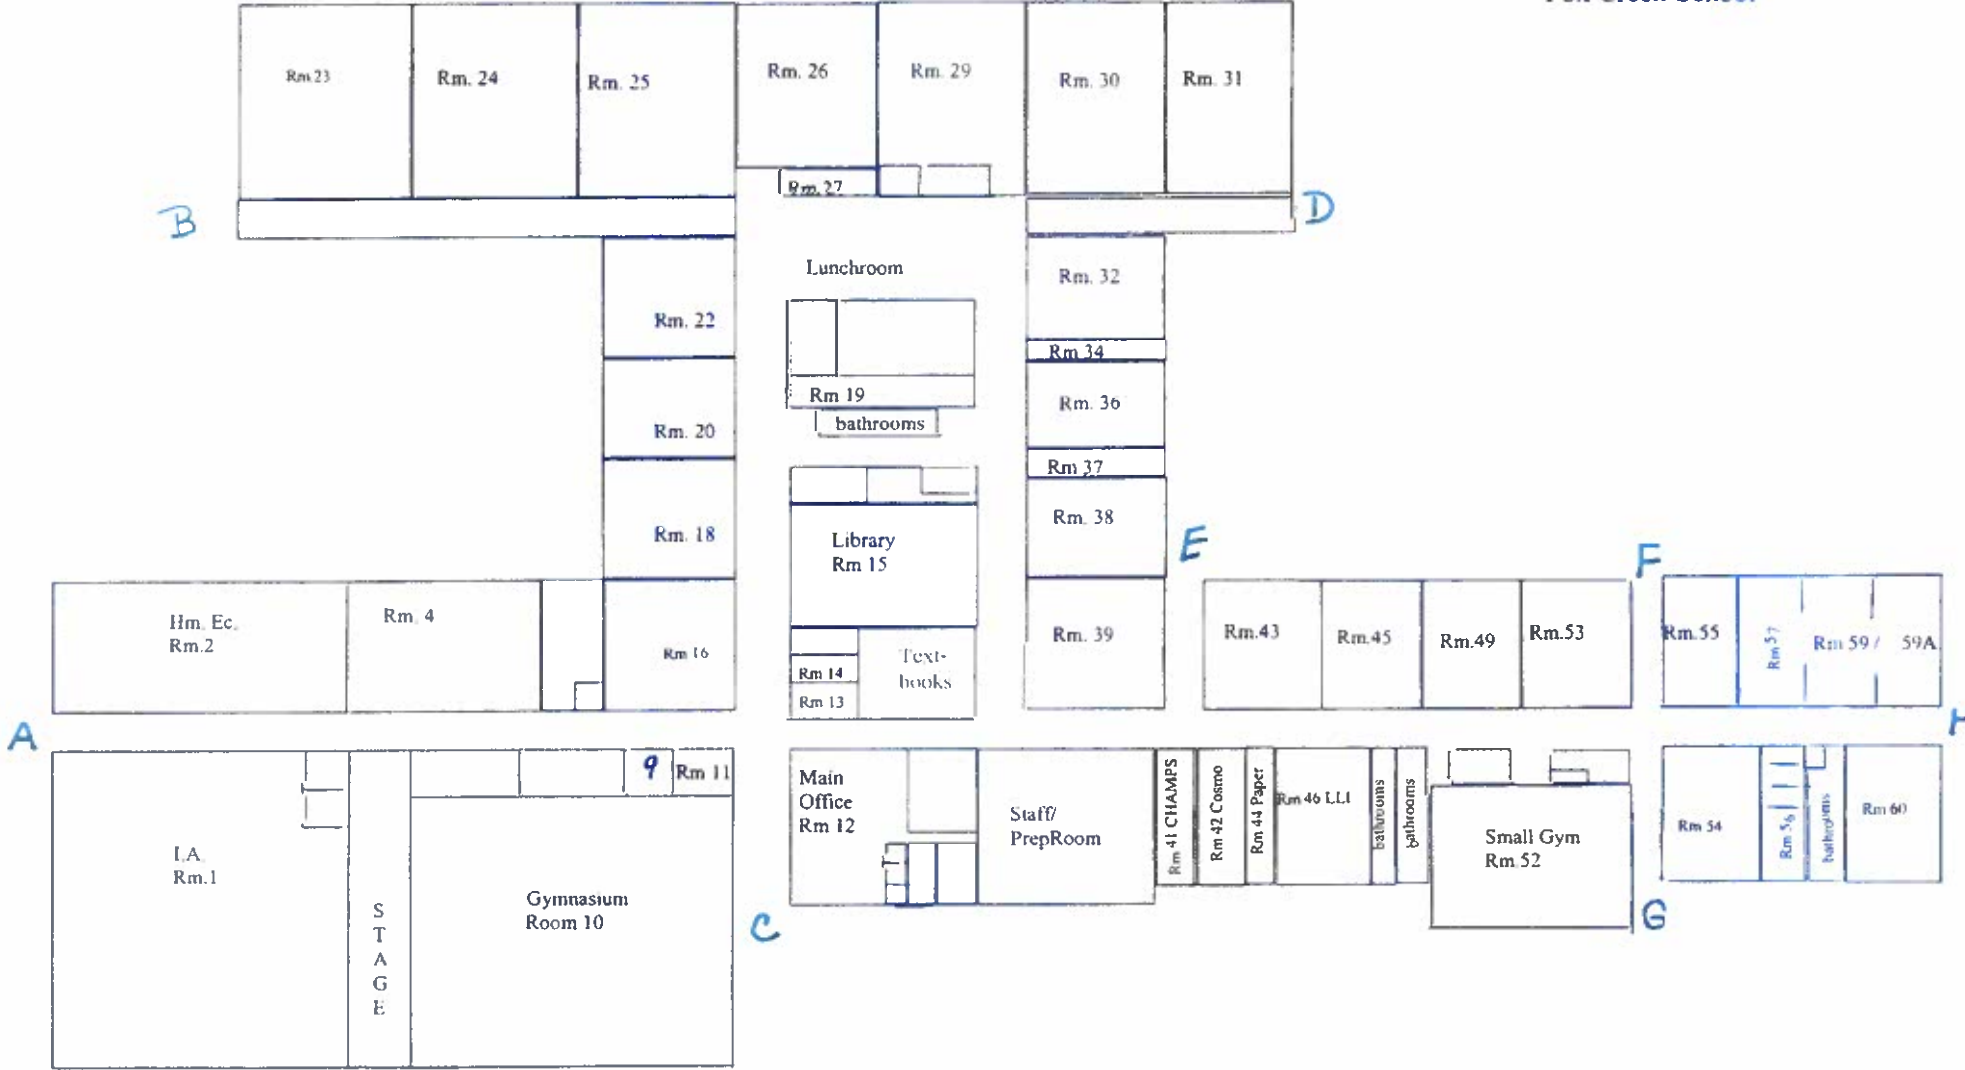 School
Rm 23
Rm. 24
Rm. 25
Rm. 26
Rm. 29
Rm. 30
Rm. 31
Rm. 27
B
D
Lunchroom
Rm. 32
Rm. 22
Rm 34
Rm 19
Rm. 36
bathrooms
Rm. 20
Rm 37
Rm. 38
Rm. 18
Library
Rm 15
E
F
Hm. Ec.
Rm.2
Rm. 4
Rm 16
Rm 14
Rm 13
Text-
books
Rm. 39
Rm.43
Rm.45
Rm.49
Rm.53
Rm.55
Rm 57
Rm 59 /
59A
A
H
9
Rm 11
Main
Office
Rm 12
Staff/
PrepRoom
Rm 41 CHAMPS
Rm 42 Cosmo
Rm 44 Paper
Rm 46 LLI
bathrooms
bathrooms
Small Gym
Rm 52
Rm 54
Rm 56
bathrooms
Rm 60
I.A.
Rm.1
STAGE
Gymnasium
Room 10
C
G